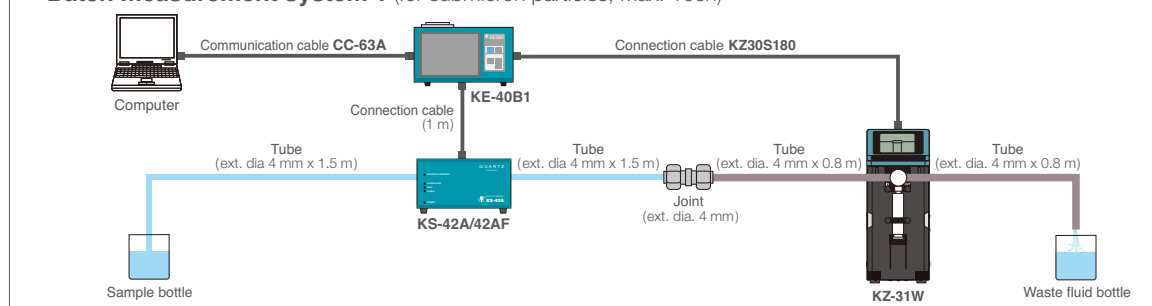 Batch measurement system 1 (for submicron particles, Max. 100h)
Communication cable CC-63A
Connection cable KZ30S180
Computer
KE-40B1
Connection cable
(1 m)
Tube
(ext. dia 4 mm x 1.5 m)
Tube
(ext. dia. 4 mm x 1.5 m)
Tube
(ext. dia. 4 mm x 0.8 m)
Tube
(ext. dia. 4 mm x 0.8 m)
QUARTZ
KS-42A
Joint
(ext. dia. 4 mm)
KS-42A/42AF
Sample bottle
KZ-31W
Waste fluid bottle